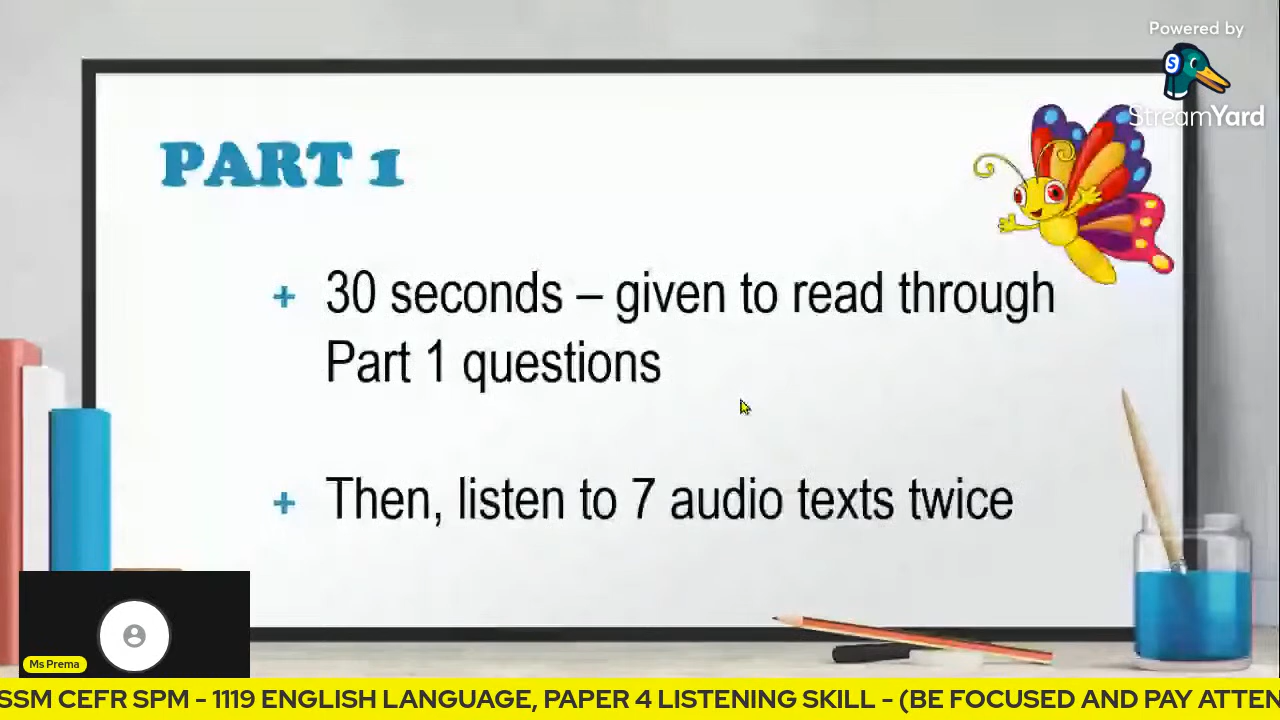 Powered by
StreamYard
PART 1
+ 30 seconds – given to read through
Part 1 questions
+ Then, listen to 7 audio texts twice
Ms Prema
SSM CEFR SPM - 1119 ENGLISH LANGUAGE, PAPER 4 LISTENING SKILL - (BE FOCUSED AND PAY ATTEN